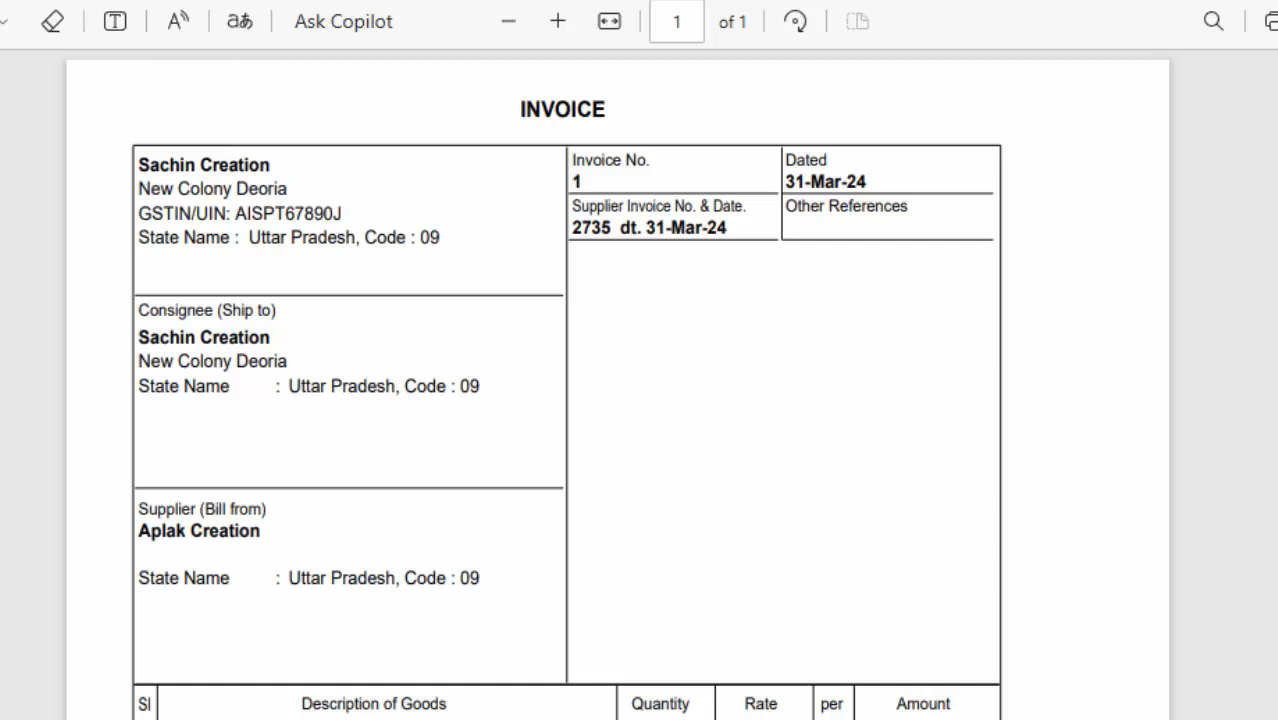 Ask Copilot
1 of 1
INVOICE
Sachin Creation
New Colony Deoria
GSTIN/UIN: AISPT67890J
State Name : Uttar Pradesh, Code : 09
Invoice No.
1
Dated
31-Mar-24
Supplier Invoice No. & Date.
2735 dt. 31-Mar-24
Other References
Consignee (Ship to)
Sachin Creation
New Colony Deoria
State Name : Uttar Pradesh, Code : 09
Supplier (Bill from)
Aplak Creation
State Name : Uttar Pradesh, Code : 09
Sl Description of Goods Quantity Rate per Amount